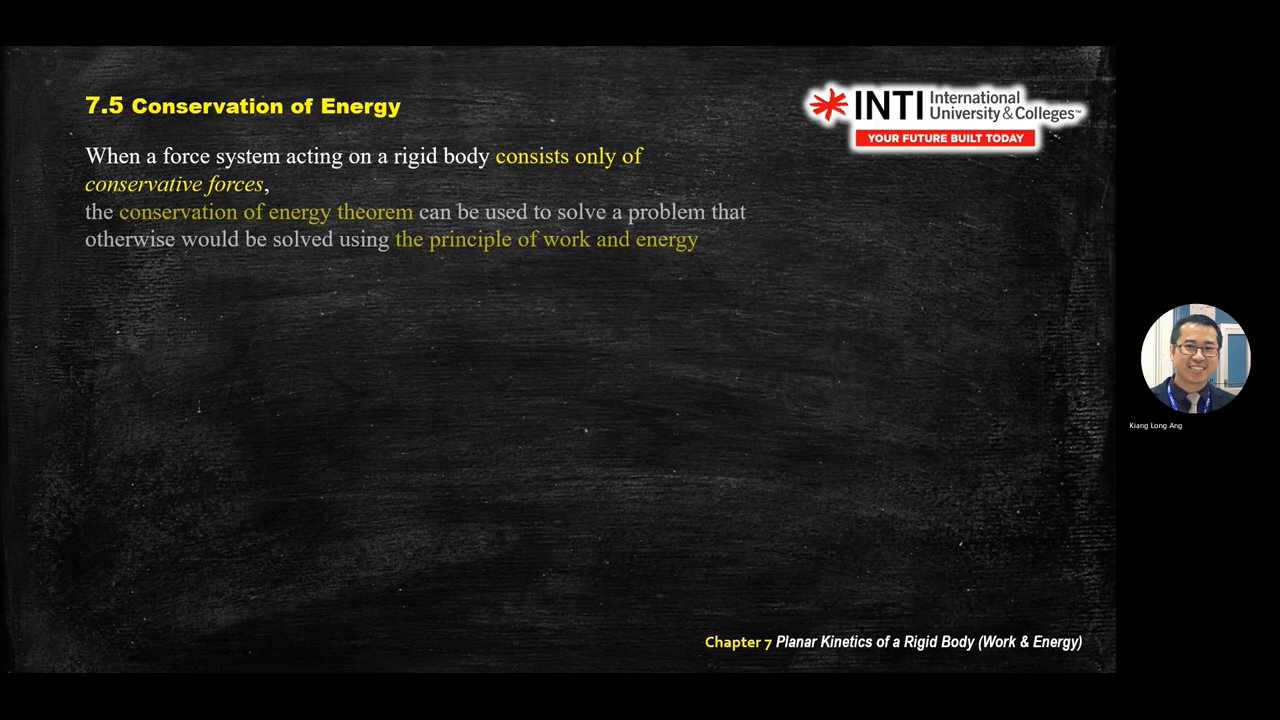 7.5 Conservation of Energy
INTI International
University & Colleges™
YOUR FUTURE BUILT TODAY
When a force system acting on a rigid body consists only of
conservative forces,
the conservation of energy theorem can be used to solve a problem that
otherwise would be solved using the principle of work and energy
Kiang Long Ang
Chapter 7 Planar Kinetics of a Rigid Body (Work & Energy)